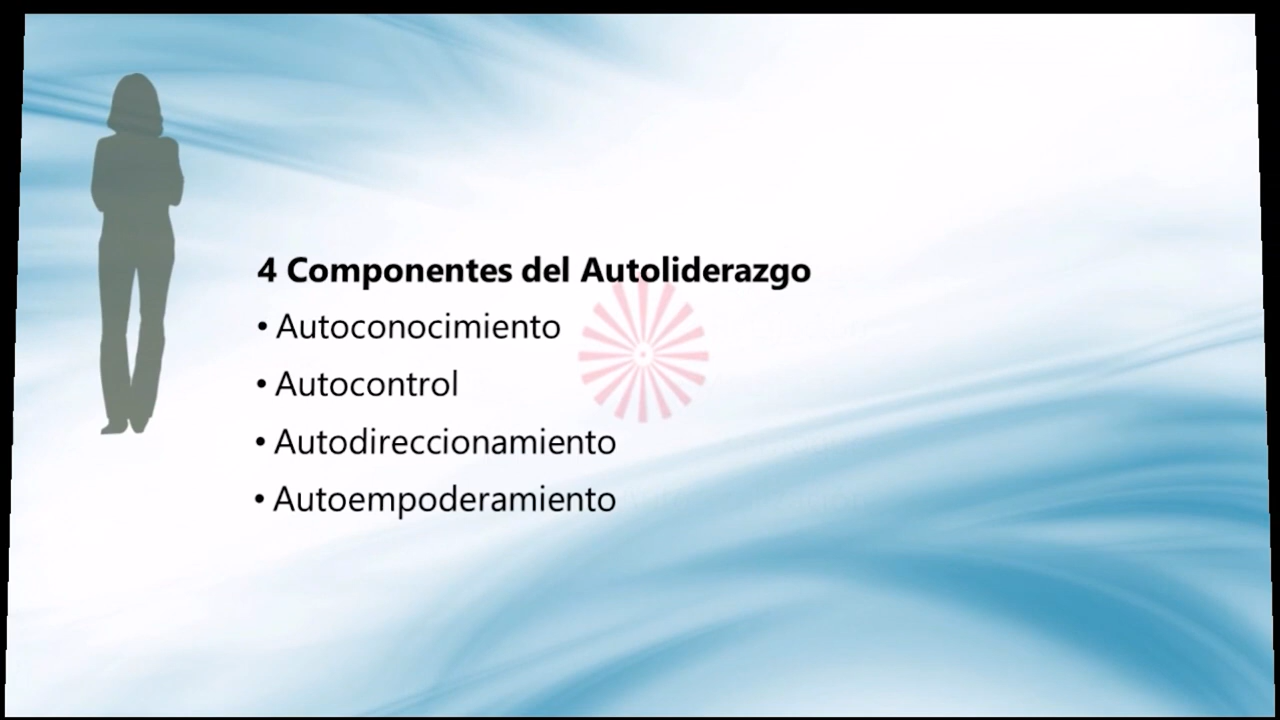 4 Componentes del Autoliderazgo
• Autoconocimiento
• Autocontrol
• Autodireccionamiento
• Autoempoderamiento